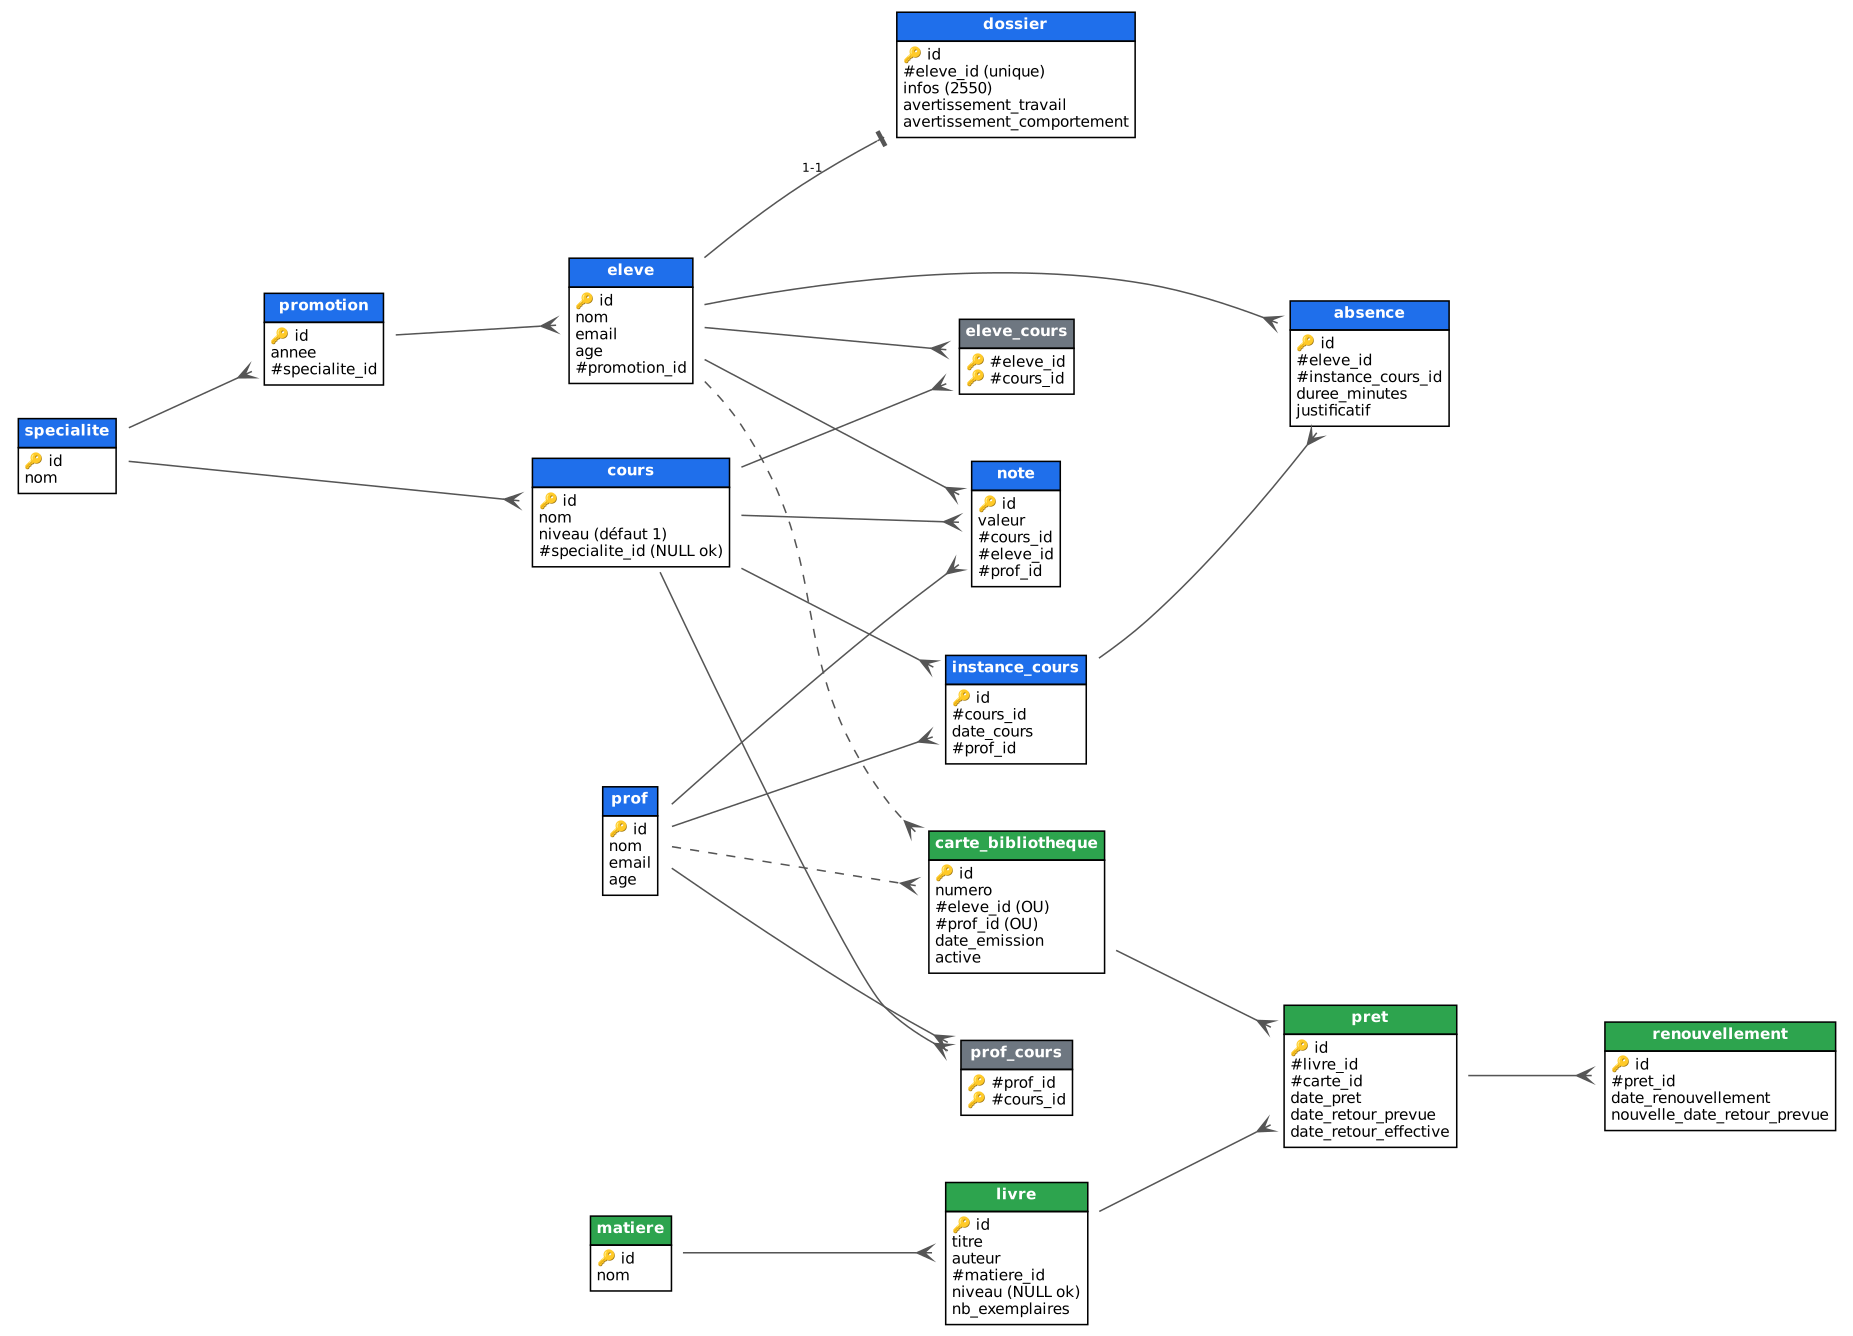 dossier
🔑 id
#eleve_id (unique)
infos (2550)
avertissement_travail
avertissement_comportement
1-1
eleve
🔑 id
nom
email
age
#promotion_id
promotion
🔑 id
annee
#specialite_id
absence
🔑 id
#eleve_id
#instance_cours_id
duree_minutes
justificatif
eleve_cours
🔑 #eleve_id
🔑 #cours_id
specialite
🔑 id
nom
cours
🔑 id
nom
niveau (défaut 1)
#specialite_id (NULL ok)
note
🔑 id
valeur
#cours_id
#eleve_id
#prof_id
instance_cours
🔑 id
#cours_id
date_cours
#prof_id
prof
🔑 id
nom
email
age
carte_bibliotheque
🔑 id
numero
#eleve_id (OU)
#prof_id (OU)
date_emission
active
prof_cours
🔑 #prof_id
🔑 #cours_id
pret
🔑 id
#livre_id
#carte_id
date_pret
date_retour_prevue
date_retour_effective
renouvellement
🔑 id
#pret_id
date_renouvellement
nouvelle_date_retour_prevue
matiere
🔑 id
nom
livre
🔑 id
titre
auteur
#matiere_id
niveau (NULL ok)
nb_exemplaires